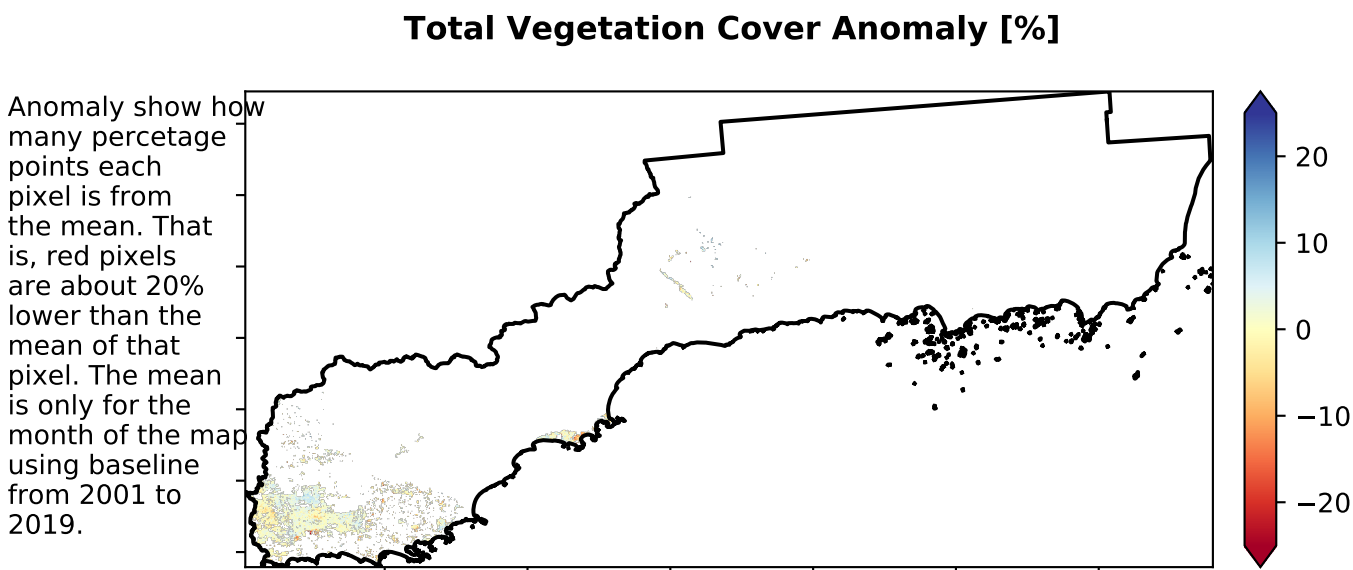 Total Vegetation Cover Anomaly [%]
Anomaly show how
many percetage
points each
pixel is from
the mean. That
is, red pixels
are about 20%
lower than the
mean of that
pixel. The mean
is only for the
month of the map
using baseline
from 2001 to
2019.
20
10
0
−10
−20